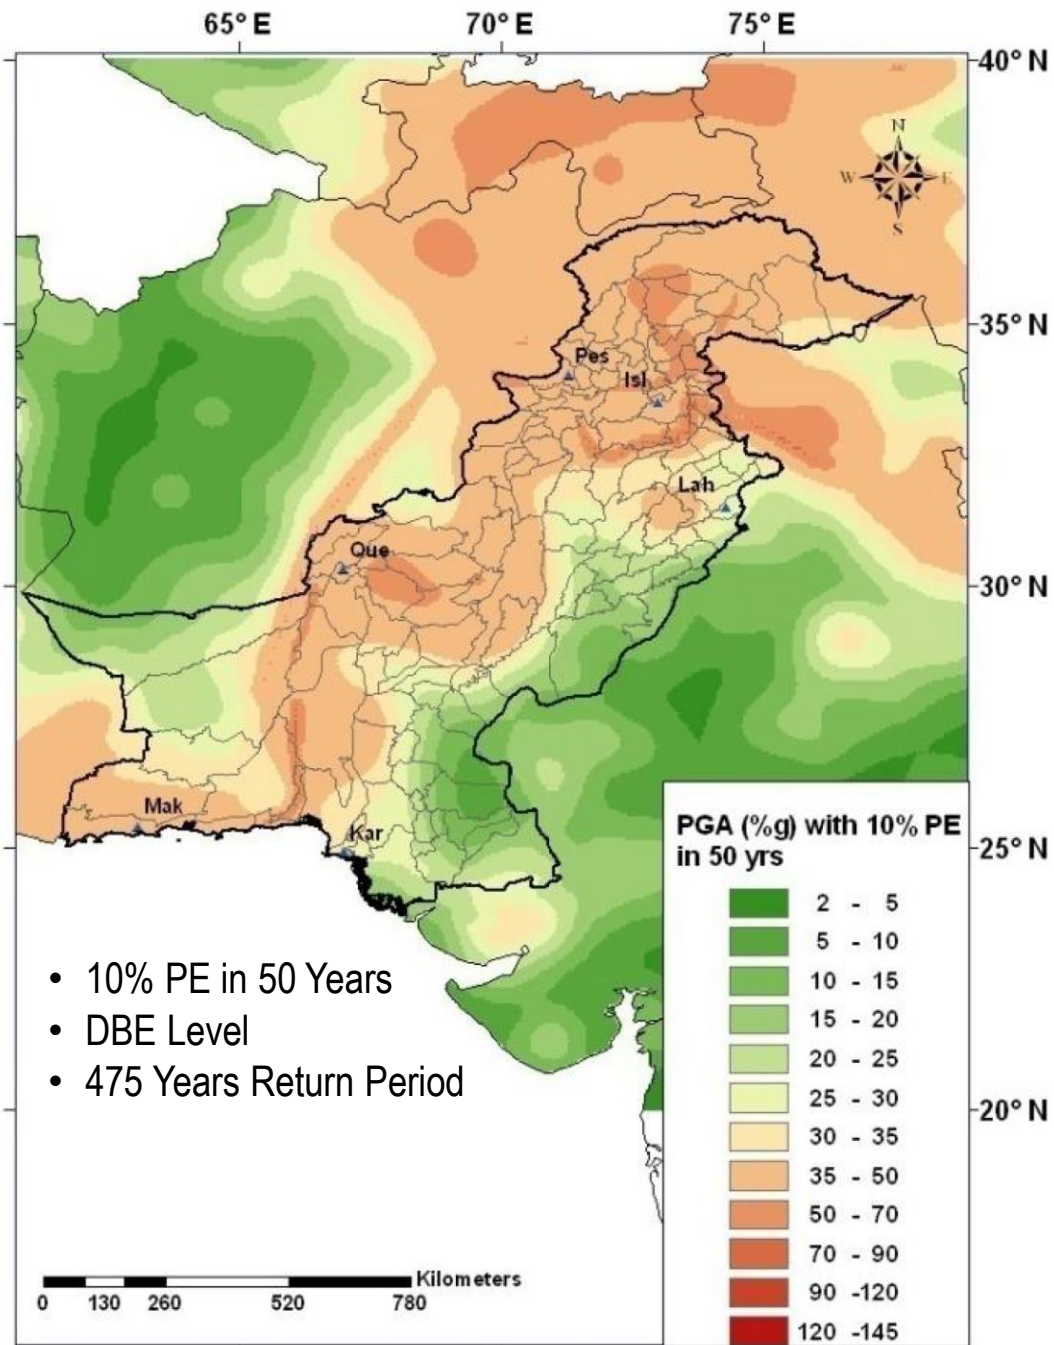 65° E 70° E 75° E
40° N
N
W E
S
35° N
Pes
Isl
Lah
Que
30° N
Mak
Kar
25° N
PGA (%g) with 10% PE
in 50 yrs
2 - 5
5 - 10
10 - 15
15 - 20
20 - 25
25 - 30
30 - 35
35 - 50
50 - 70
70 - 90
90 -120
120 -145
• 10% PE in 50 Years
• DBE Level
• 475 Years Return Period
20° N
Kilometers
0 130 260 520 780